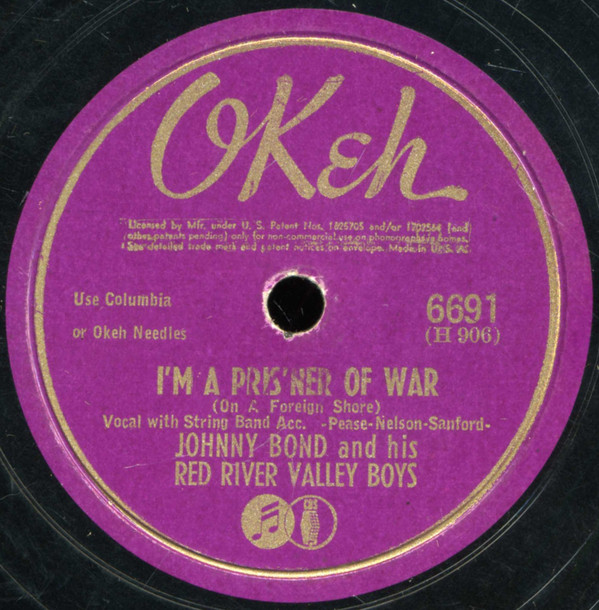 OKeh
Licensed by Mfr. under U. S. Patent Nos. 1625705 and/or 1702564 (and
other patents pending) only for non-commercial use on phonographs in homes.
See detailed trade mark and patent notices on envelope. Made in U. S. A.
Use Columbia
or Okeh Needles
6691
(H 906)
I'M A PRIS'NER OF WAR
(On A Foreign Shore)
Vocal with String Band Acc. -Pease-Nelson-Sanford-
JOHNNY BOND and his
RED RIVER VALLEY BOYS
CBS